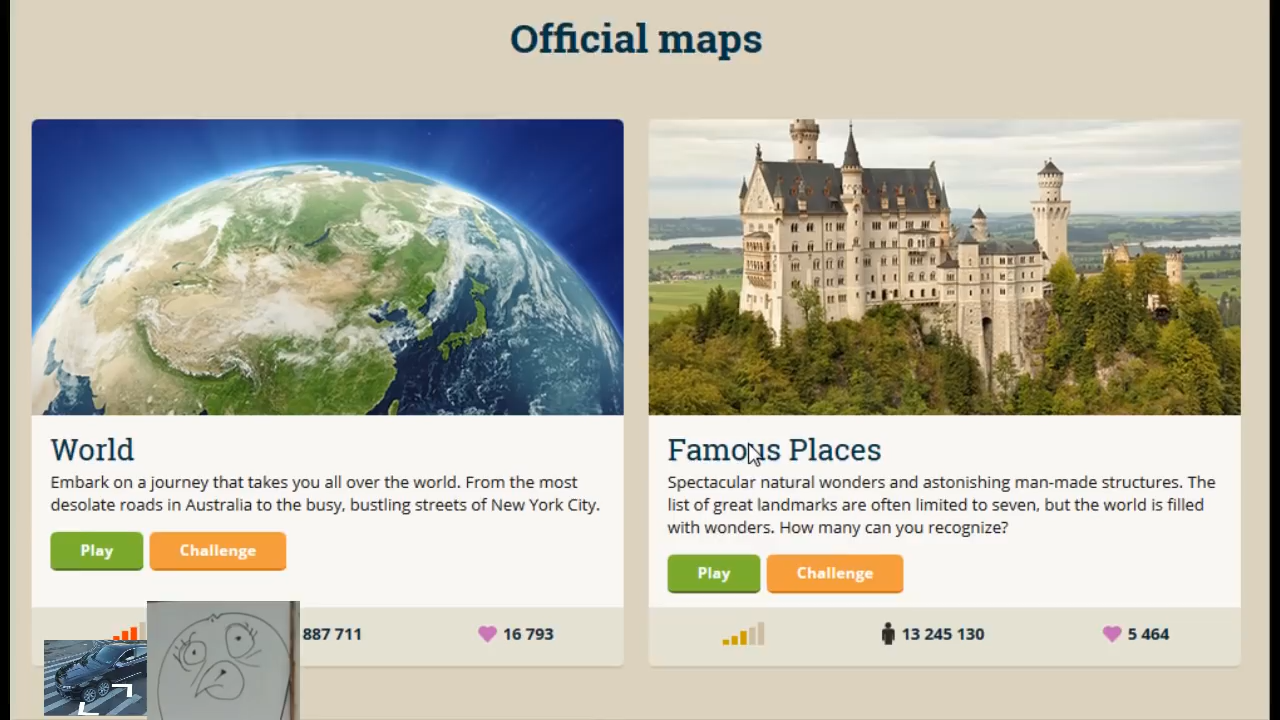 Official maps
World
Embark on a journey that takes you all over the world. From the most
desolate roads in Australia to the busy, bustling streets of New York City.
Play
Challenge
887 711
16 793
Famous Places
Spectacular natural wonders and astonishing man-made structures. The
list of great landmarks are often limited to seven, but the world is filled
with wonders. How many can you recognize?
Play
Challenge
13 245 130
5 464